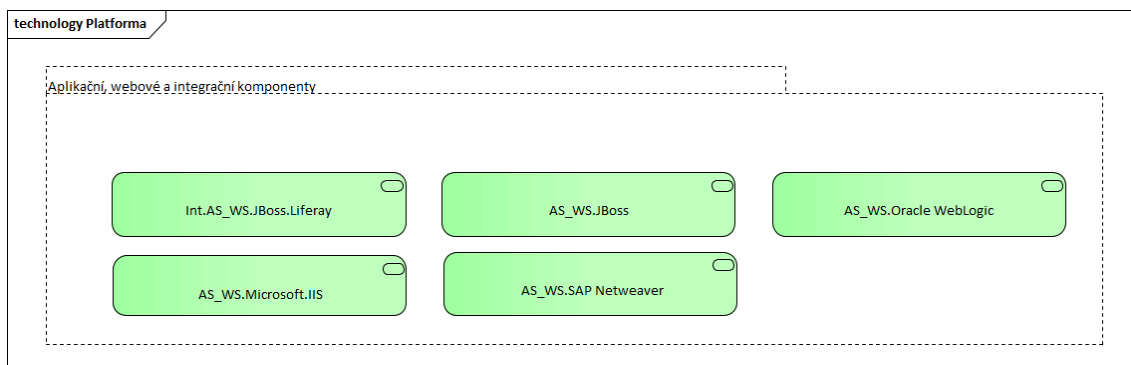 technology Platforma
Aplikační, webové a integrační komponenty
Int.AS_WS.JBoss.Liferay
AS_WS.JBoss
AS_WS.Oracle WebLogic
AS_WS.Microsoft.IIS
AS_WS.SAP Netweaver